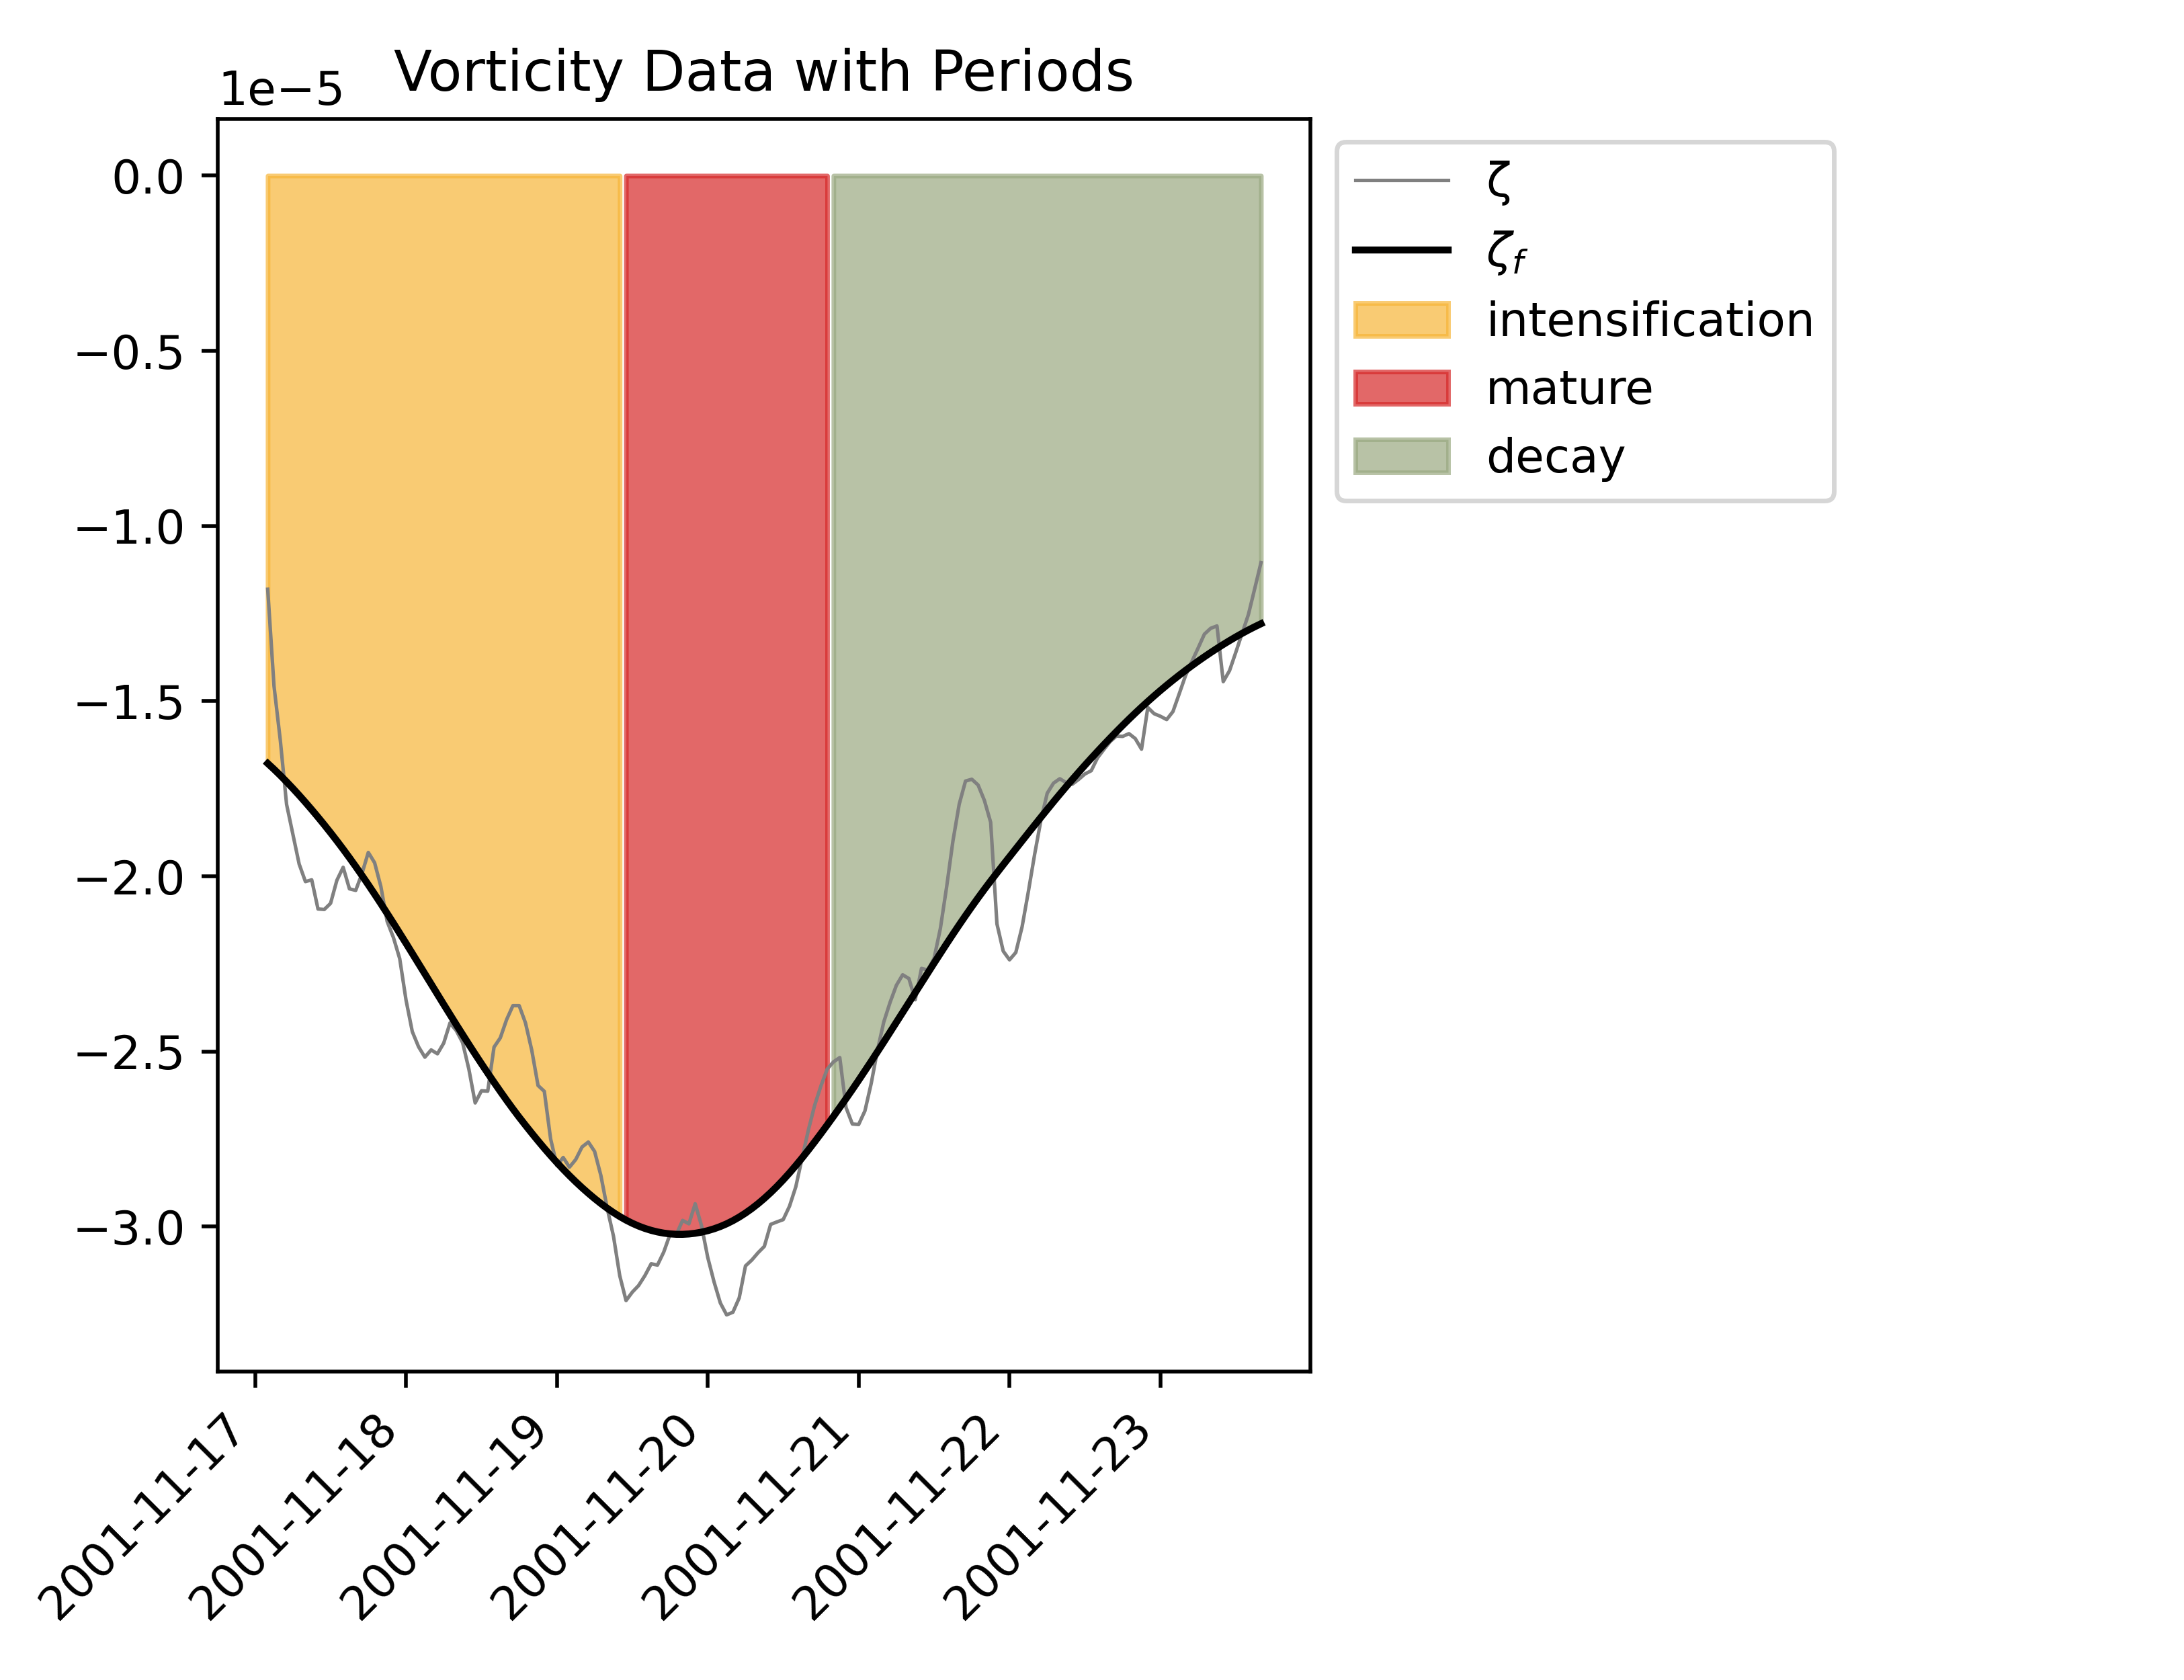 Vorticity Data with Periods
1e−5
0.0
−0.5
−1.0
−1.5
−2.0
−2.5
−3.0
2001-11-17
2001-11-18
2001-11-19
2001-11-20
2001-11-21
2001-11-22
2001-11-23
ζ
ζf
intensification
mature
decay